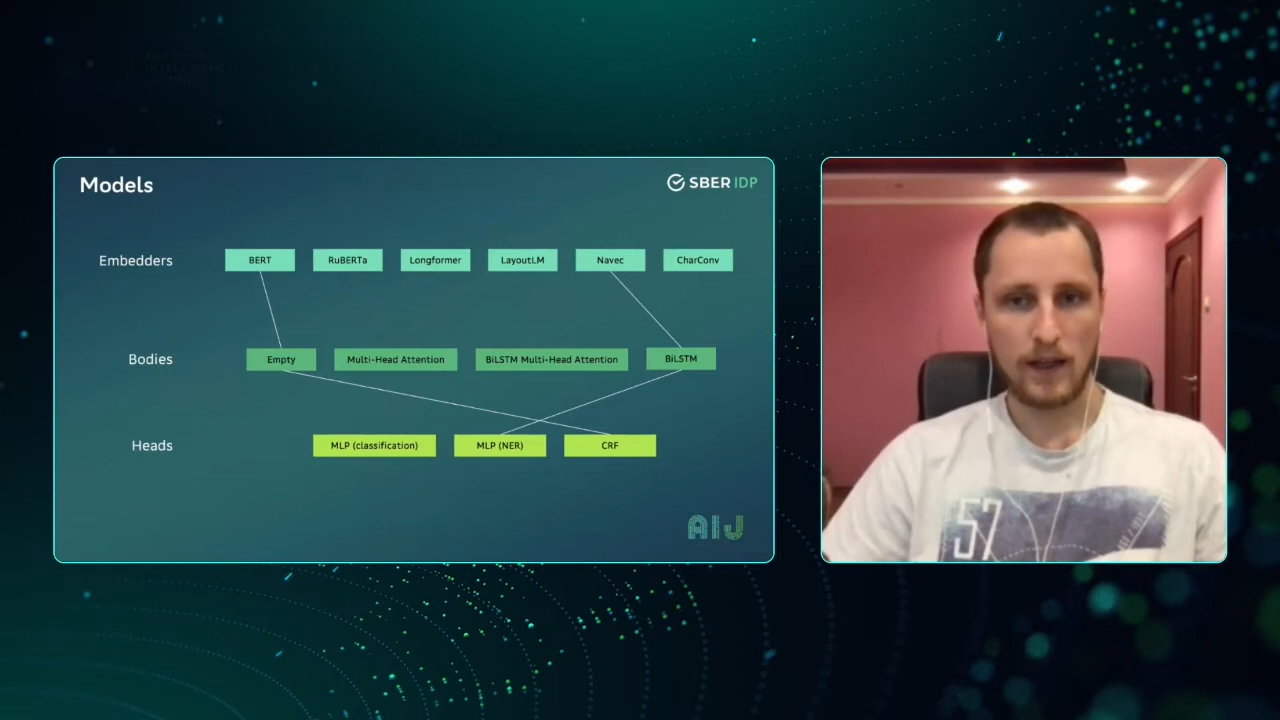 Models
SBER IDP
Embedders
BERT
RuBERTa
Longformer
LayoutLM
Navec
CharConv
Bodies
Empty
Multi-Head Attention
BiLSTM Multi-Head Attention
BiLSTM
Heads
MLP (classification)
MLP (NER)
CRF
AIJ
57